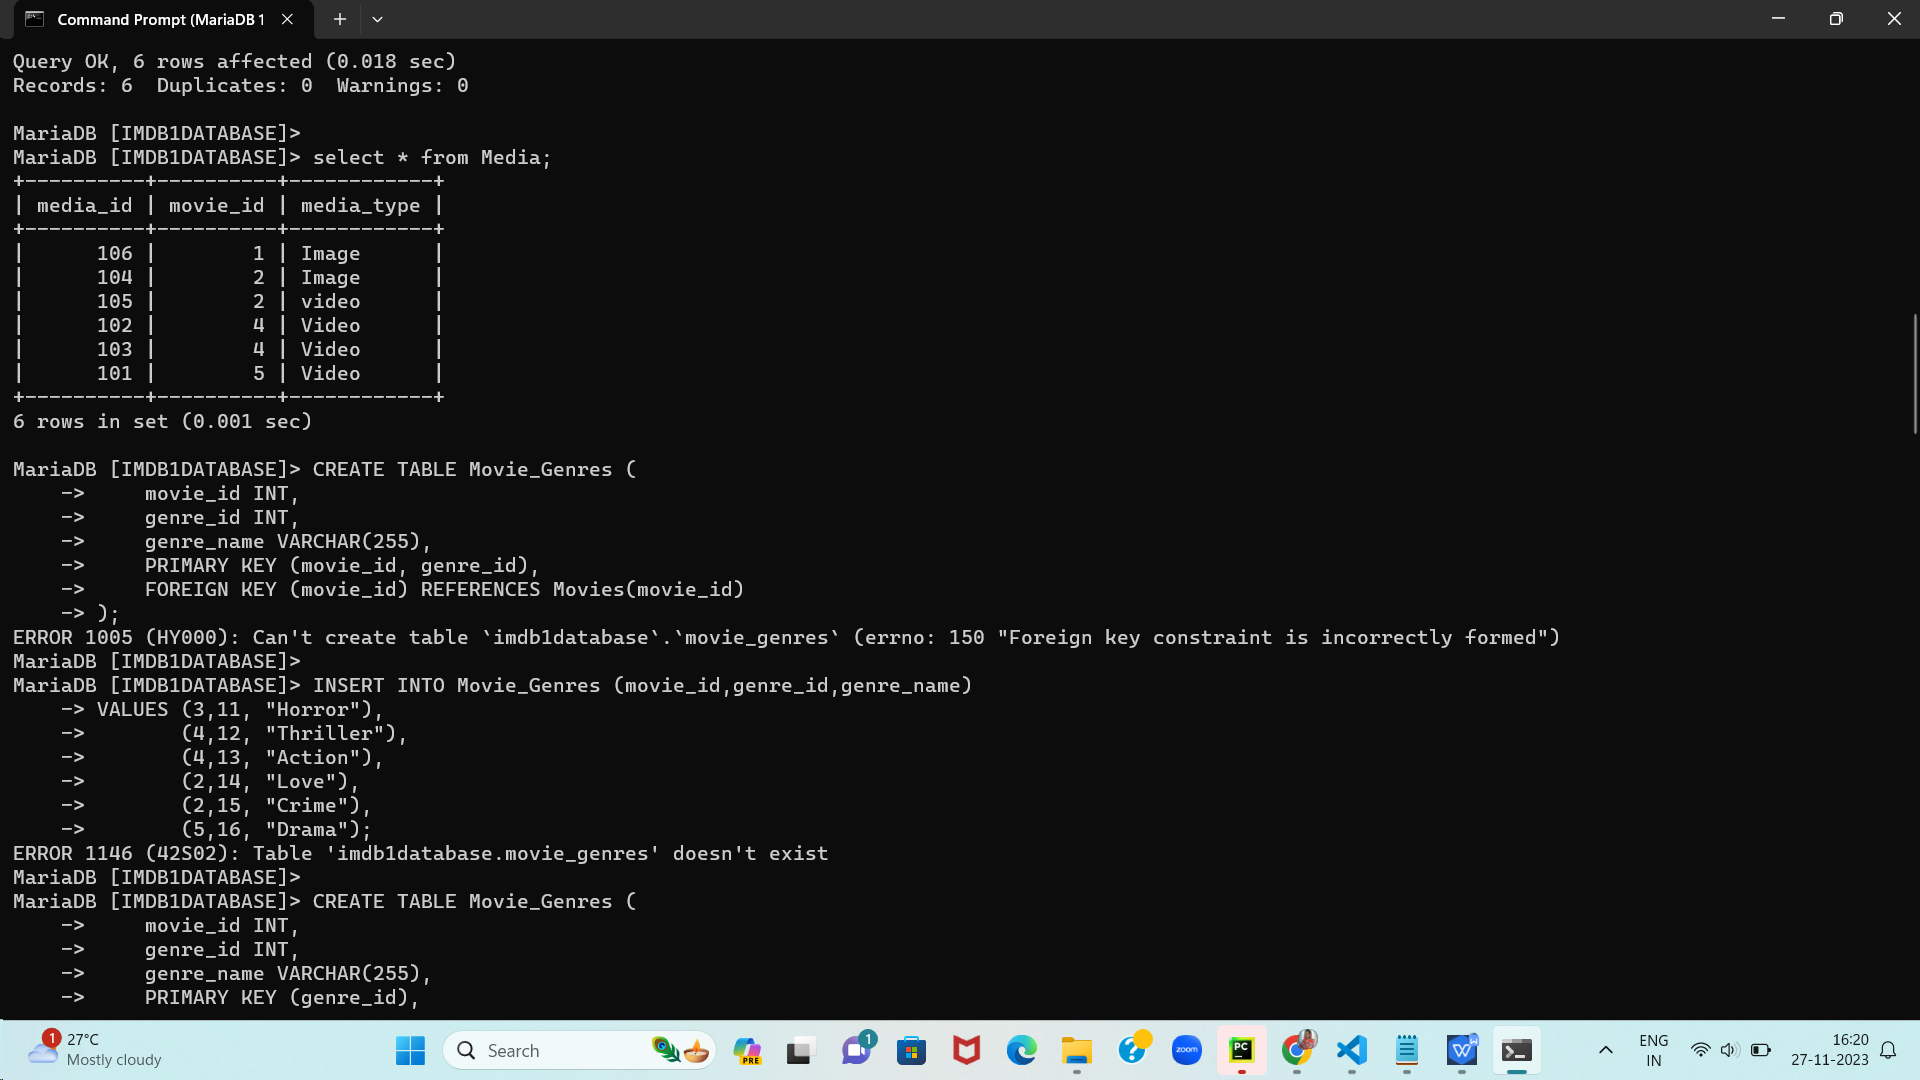 Command Prompt (MariaDB 1
Query OK, 6 rows affected (0.018 sec)
Records: 6  Duplicates: 0  Warnings: 0
MariaDB [IMDB1DATABASE]>
MariaDB [IMDB1DATABASE]> select * from Media;
+----------+----------+------------+
| media_id | movie_id | media_type |
+----------+----------+------------+
|      106 |        1 | Image      |
|      104 |        2 | Image      |
|      105 |        2 | video      |
|      102 |        4 | Video      |
|      103 |        4 | Video      |
|      101 |        5 | Video      |
+----------+----------+------------+
6 rows in set (0.001 sec)
MariaDB [IMDB1DATABASE]> CREATE TABLE Movie_Genres (
    ->     movie_id INT,
    ->     genre_id INT,
    ->     genre_name VARCHAR(255),
    ->     PRIMARY KEY (movie_id, genre_id),
    ->     FOREIGN KEY (movie_id) REFERENCES Movies(movie_id)
    -> );
ERROR 1005 (HY000): Can't create table `imdb1database`.`movie_genres` (errno: 150 "Foreign key constraint is incorrectly formed")
MariaDB [IMDB1DATABASE]>
MariaDB [IMDB1DATABASE]> INSERT INTO Movie_Genres (movie_id,genre_id,genre_name)
    -> VALUES (3,11, "Horror"),
    ->        (4,12, "Thriller"),
    ->        (4,13, "Action"),
    ->        (2,14, "Love"),
    ->        (2,15, "Crime"),
    ->        (5,16, "Drama");
ERROR 1146 (42S02): Table 'imdb1database.movie_genres' doesn't exist
MariaDB [IMDB1DATABASE]>
MariaDB [IMDB1DATABASE]> CREATE TABLE Movie_Genres (
    ->     movie_id INT,
    ->     genre_id INT,
    ->     genre_name VARCHAR(255),
    ->     PRIMARY KEY (genre_id),
1
27°C
Mostly cloudy
Search
PRE
1
zoom
PC
W
ENG
IN
16:20
27-11-2023